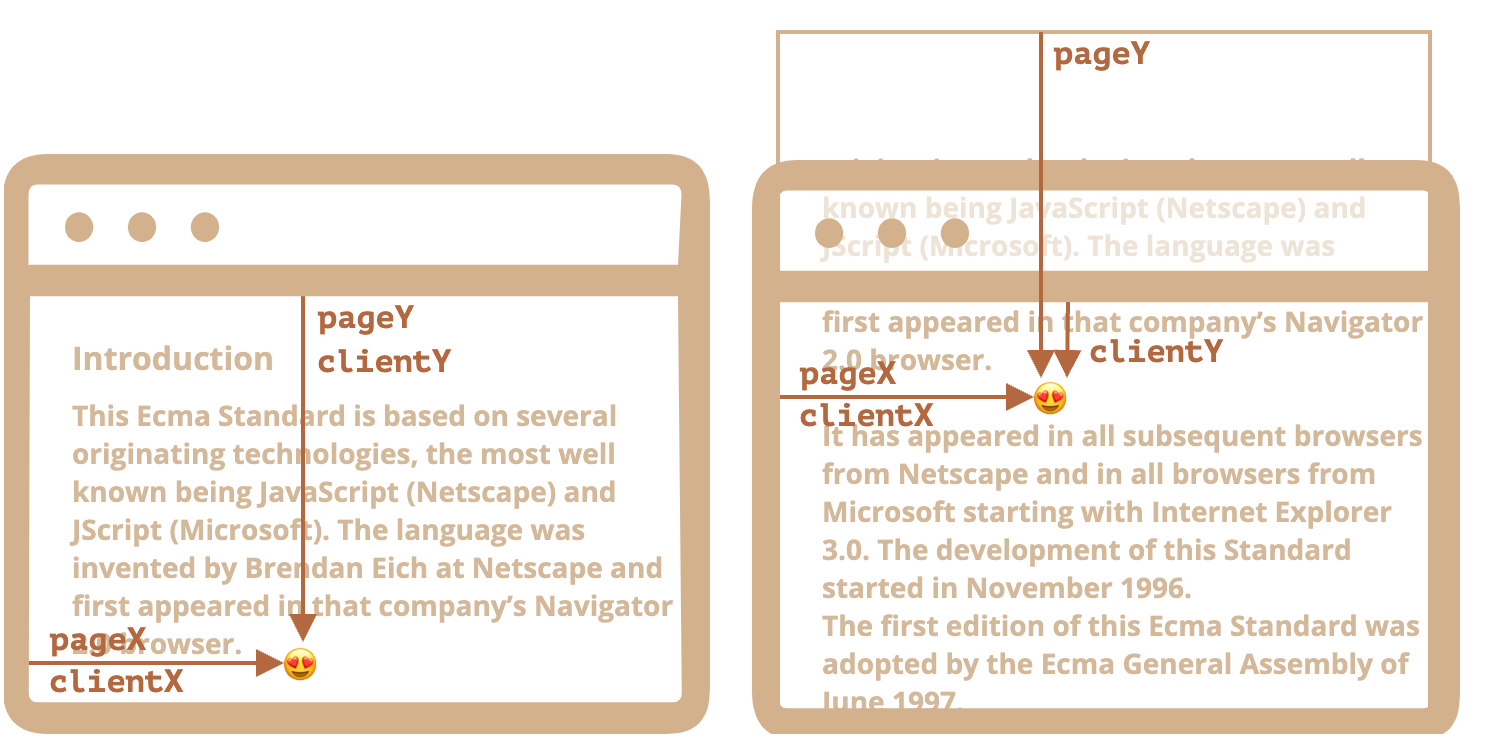 pageY
clientY
Introduction
This Ecma Standard is based on several
originating technologies, the most well
known being JavaScript (Netscape) and
JScript (Microsoft). The language was
invented by Brendan Eich at Netscape and
first appeared in that company’s Navigator
2.0 browser.
pageX
clientX
pageY
known being JavaScript (Netscape) and
JScript (Microsoft). The language was
first appeared in that company’s Navigator
2.0 browser.
clientY
pageX
clientX
It has appeared in all subsequent browsers
from Netscape and in all browsers from
Microsoft starting with Internet Explorer
3.0. The development of this Standard
started in November 1996.
The first edition of this Ecma Standard was
adopted by the Ecma General Assembly of
June 1997.